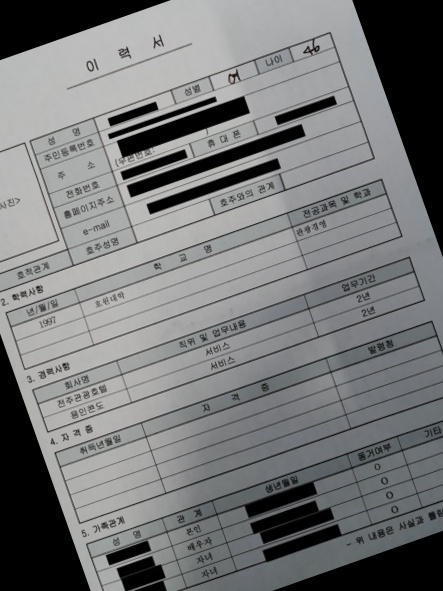 이 력 서
성 명
성별 여 나이 46
주민등록번호
주 소
(우편번호:
)
전화번호
휴 대 폰
홈페이지주소
e-mail
호적관계
호주성명
호주와의 관계
사진>
2. 학력사항
년/월/일 학 교 명 전공과목 및 학과
1997 호원대학 관광경영
3. 경력사항
회사명 직위 및 업무내용 업무기간
전주관광호텔 서비스 2년
용인콘도 서비스 2년
4. 자 격 증
취득년월일 자 격 증 발령청
5. 가족관계
성 명 관 계 생년월일 동거여부 기타
본인 O
배우자 O
자녀 O
자녀 O
- 위 내용은 사실과 틀림